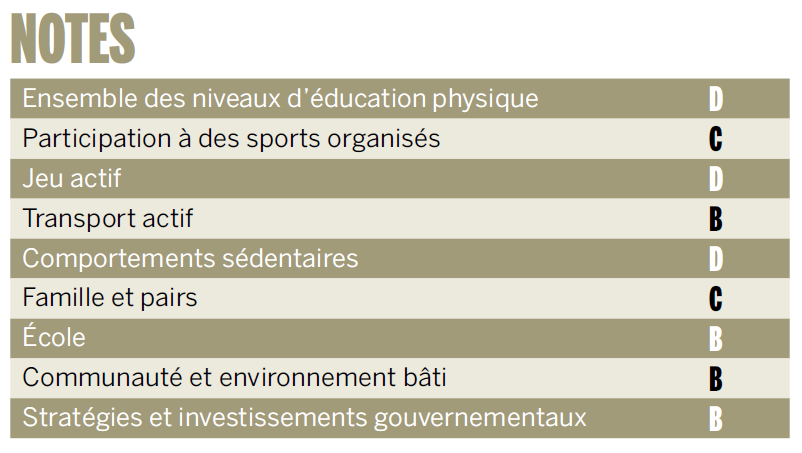 NOTES
Ensemble des niveaux d’éducation physique D
Participation à des sports organisés C
Jeu actif D
Transport actif B
Comportements sédentaires D
Famille et pairs C
École B
Communauté et environnement bâti B
Stratégies et investissements gouvernementaux B